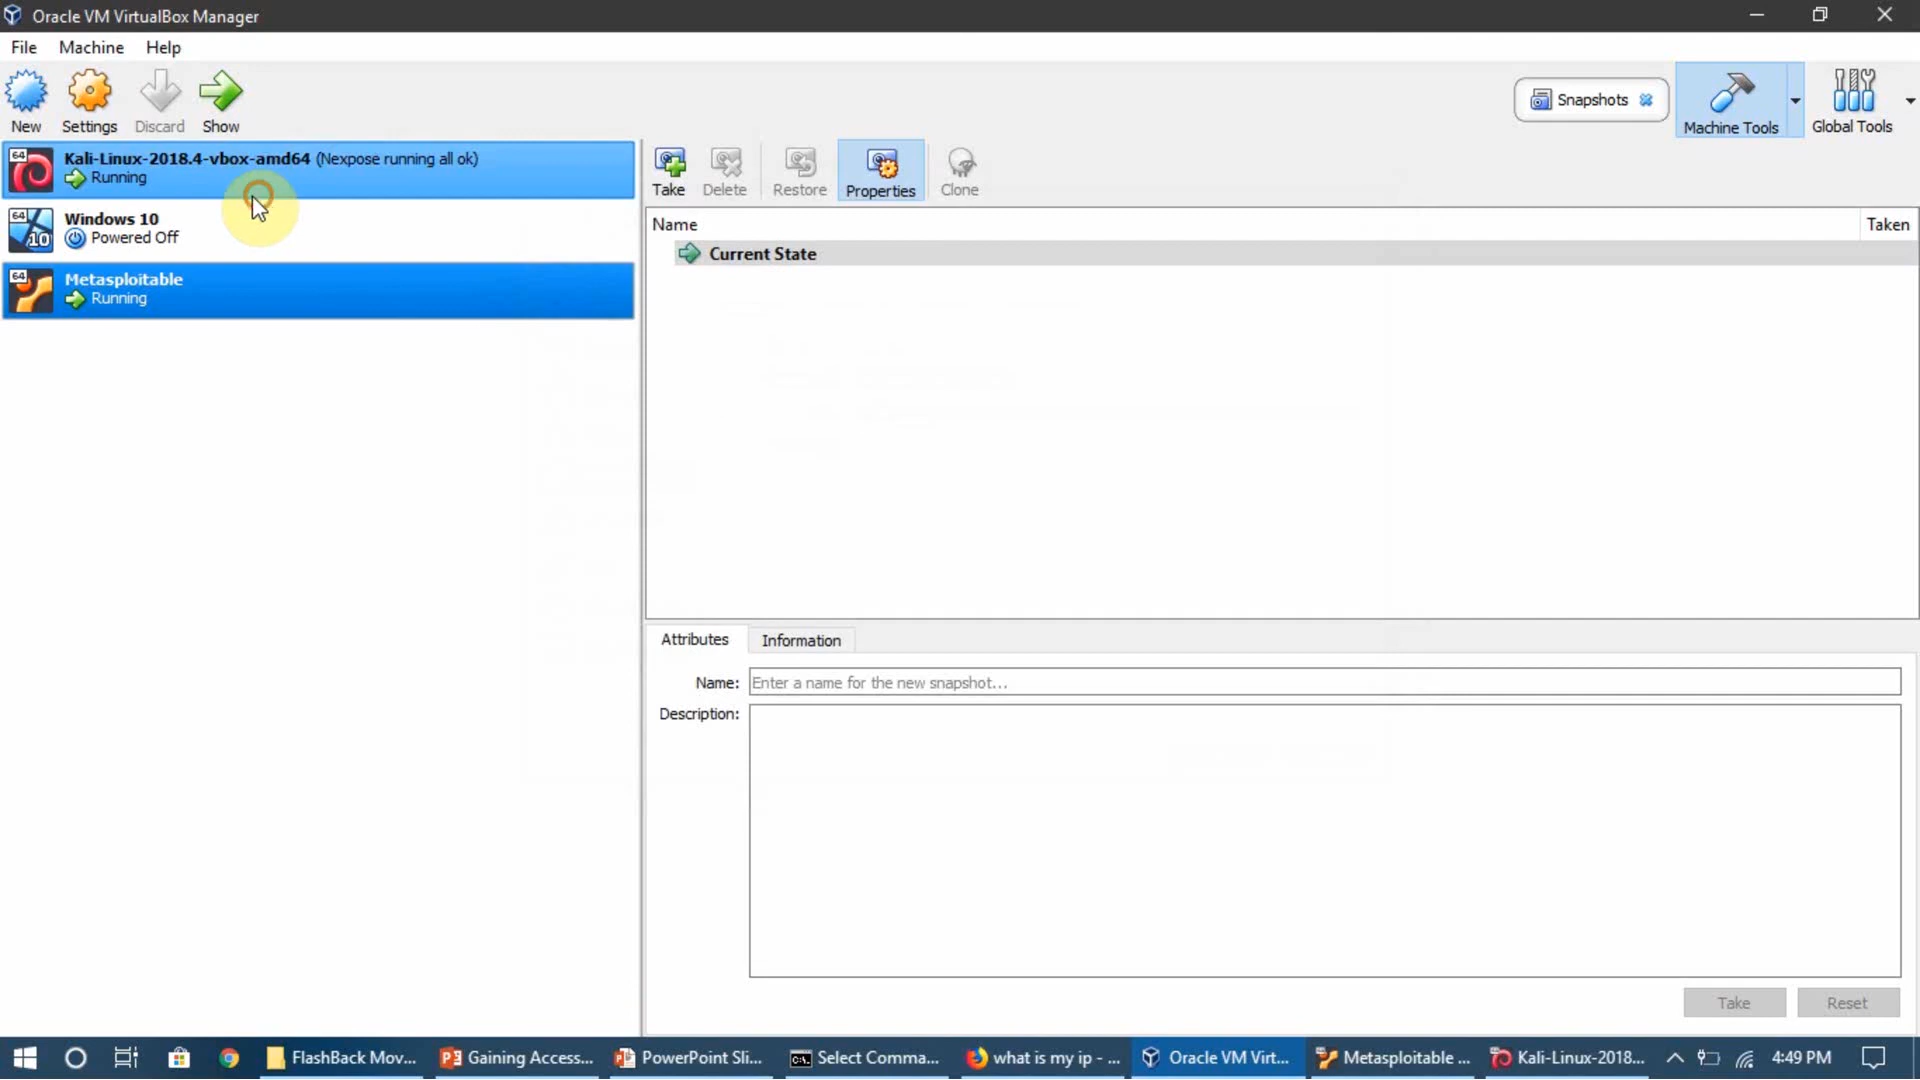 Oracle VM VirtualBox Manager
File Machine Help
New Settings Discard Show
Snapshots
Machine Tools Global Tools
64 Kali-Linux-2018.4-vbox-amd64 (Nexpose running all ok)
Running
64 10 Windows 10
Powered Off
64 Metasploitable
Running
Take Delete Restore Properties Clone
Name Taken
Current State
Attributes Information
Name: Enter a name for the new snapshot...
Description:
Take Reset
FlashBack Mov... Gaining Access... PowerPoint Sli... Select Comma... what is my ip - ... Oracle VM Virt... Metasploitable ... Kali-Linux-2018... 4:49 PM